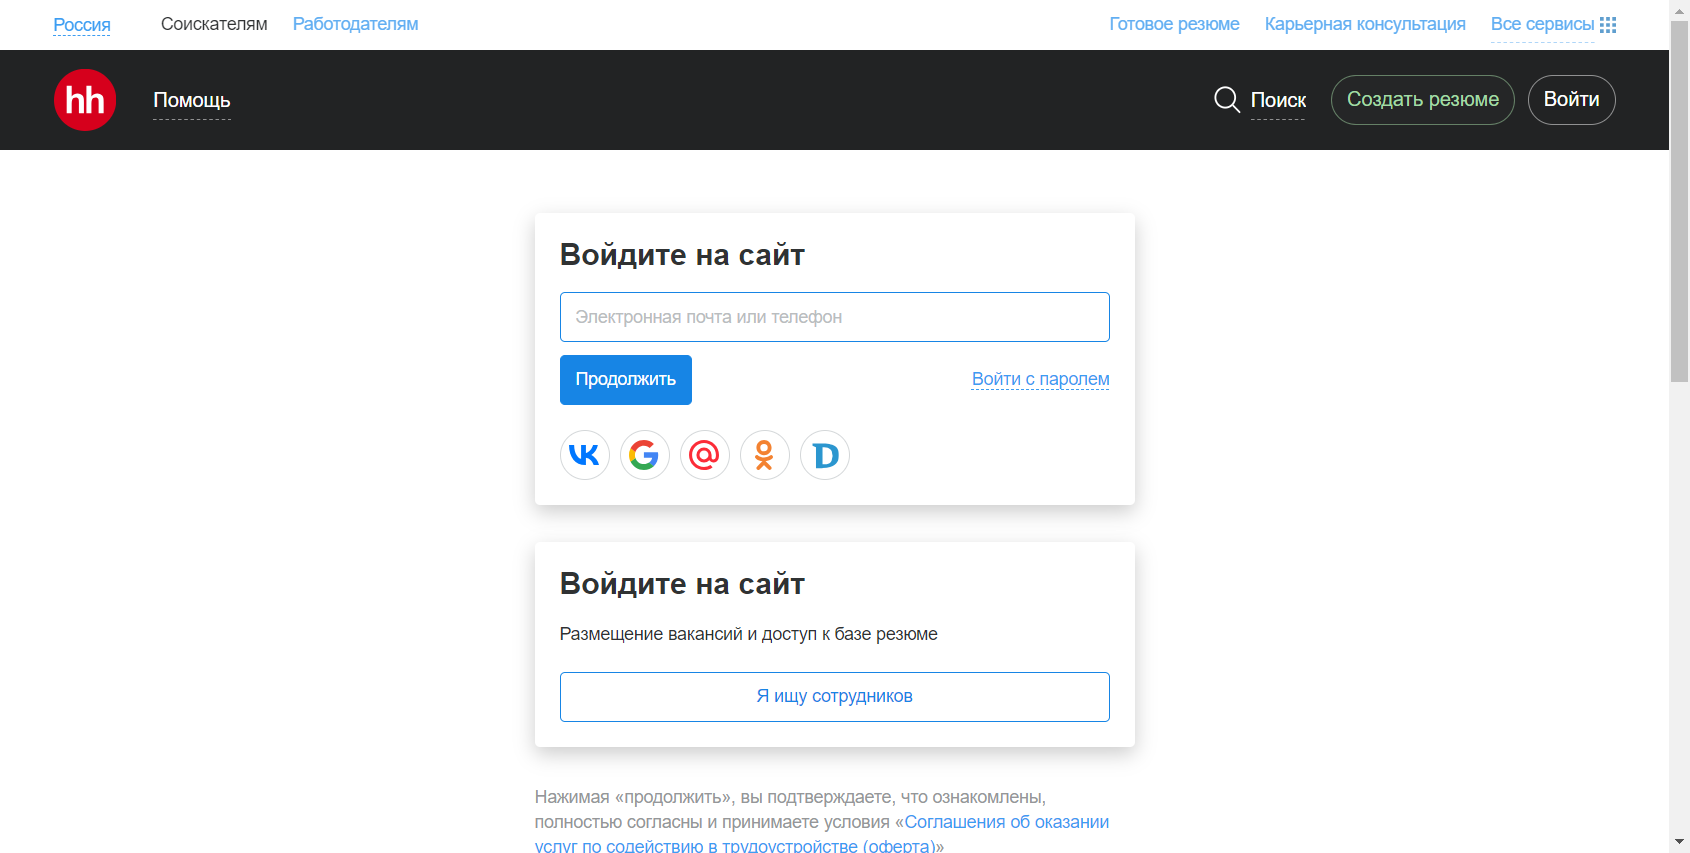 Россия Соискателям Работодателям Готовое резюме Карьерная консультация Все сервисы
hh Помощь Поиск Создать резюме Войти
Войдите на сайт
Электронная почта или телефон
Продолжить Войти с паролем
Войдите на сайт
Размещение вакансий и доступ к базе резюме
Я ищу сотрудников
Нажимая «продолжить», вы подтверждаете, что ознакомлены,
полностью согласны и принимаете условия «Соглашения об оказании
услуг по содействию в трудоустройстве (оферта)»